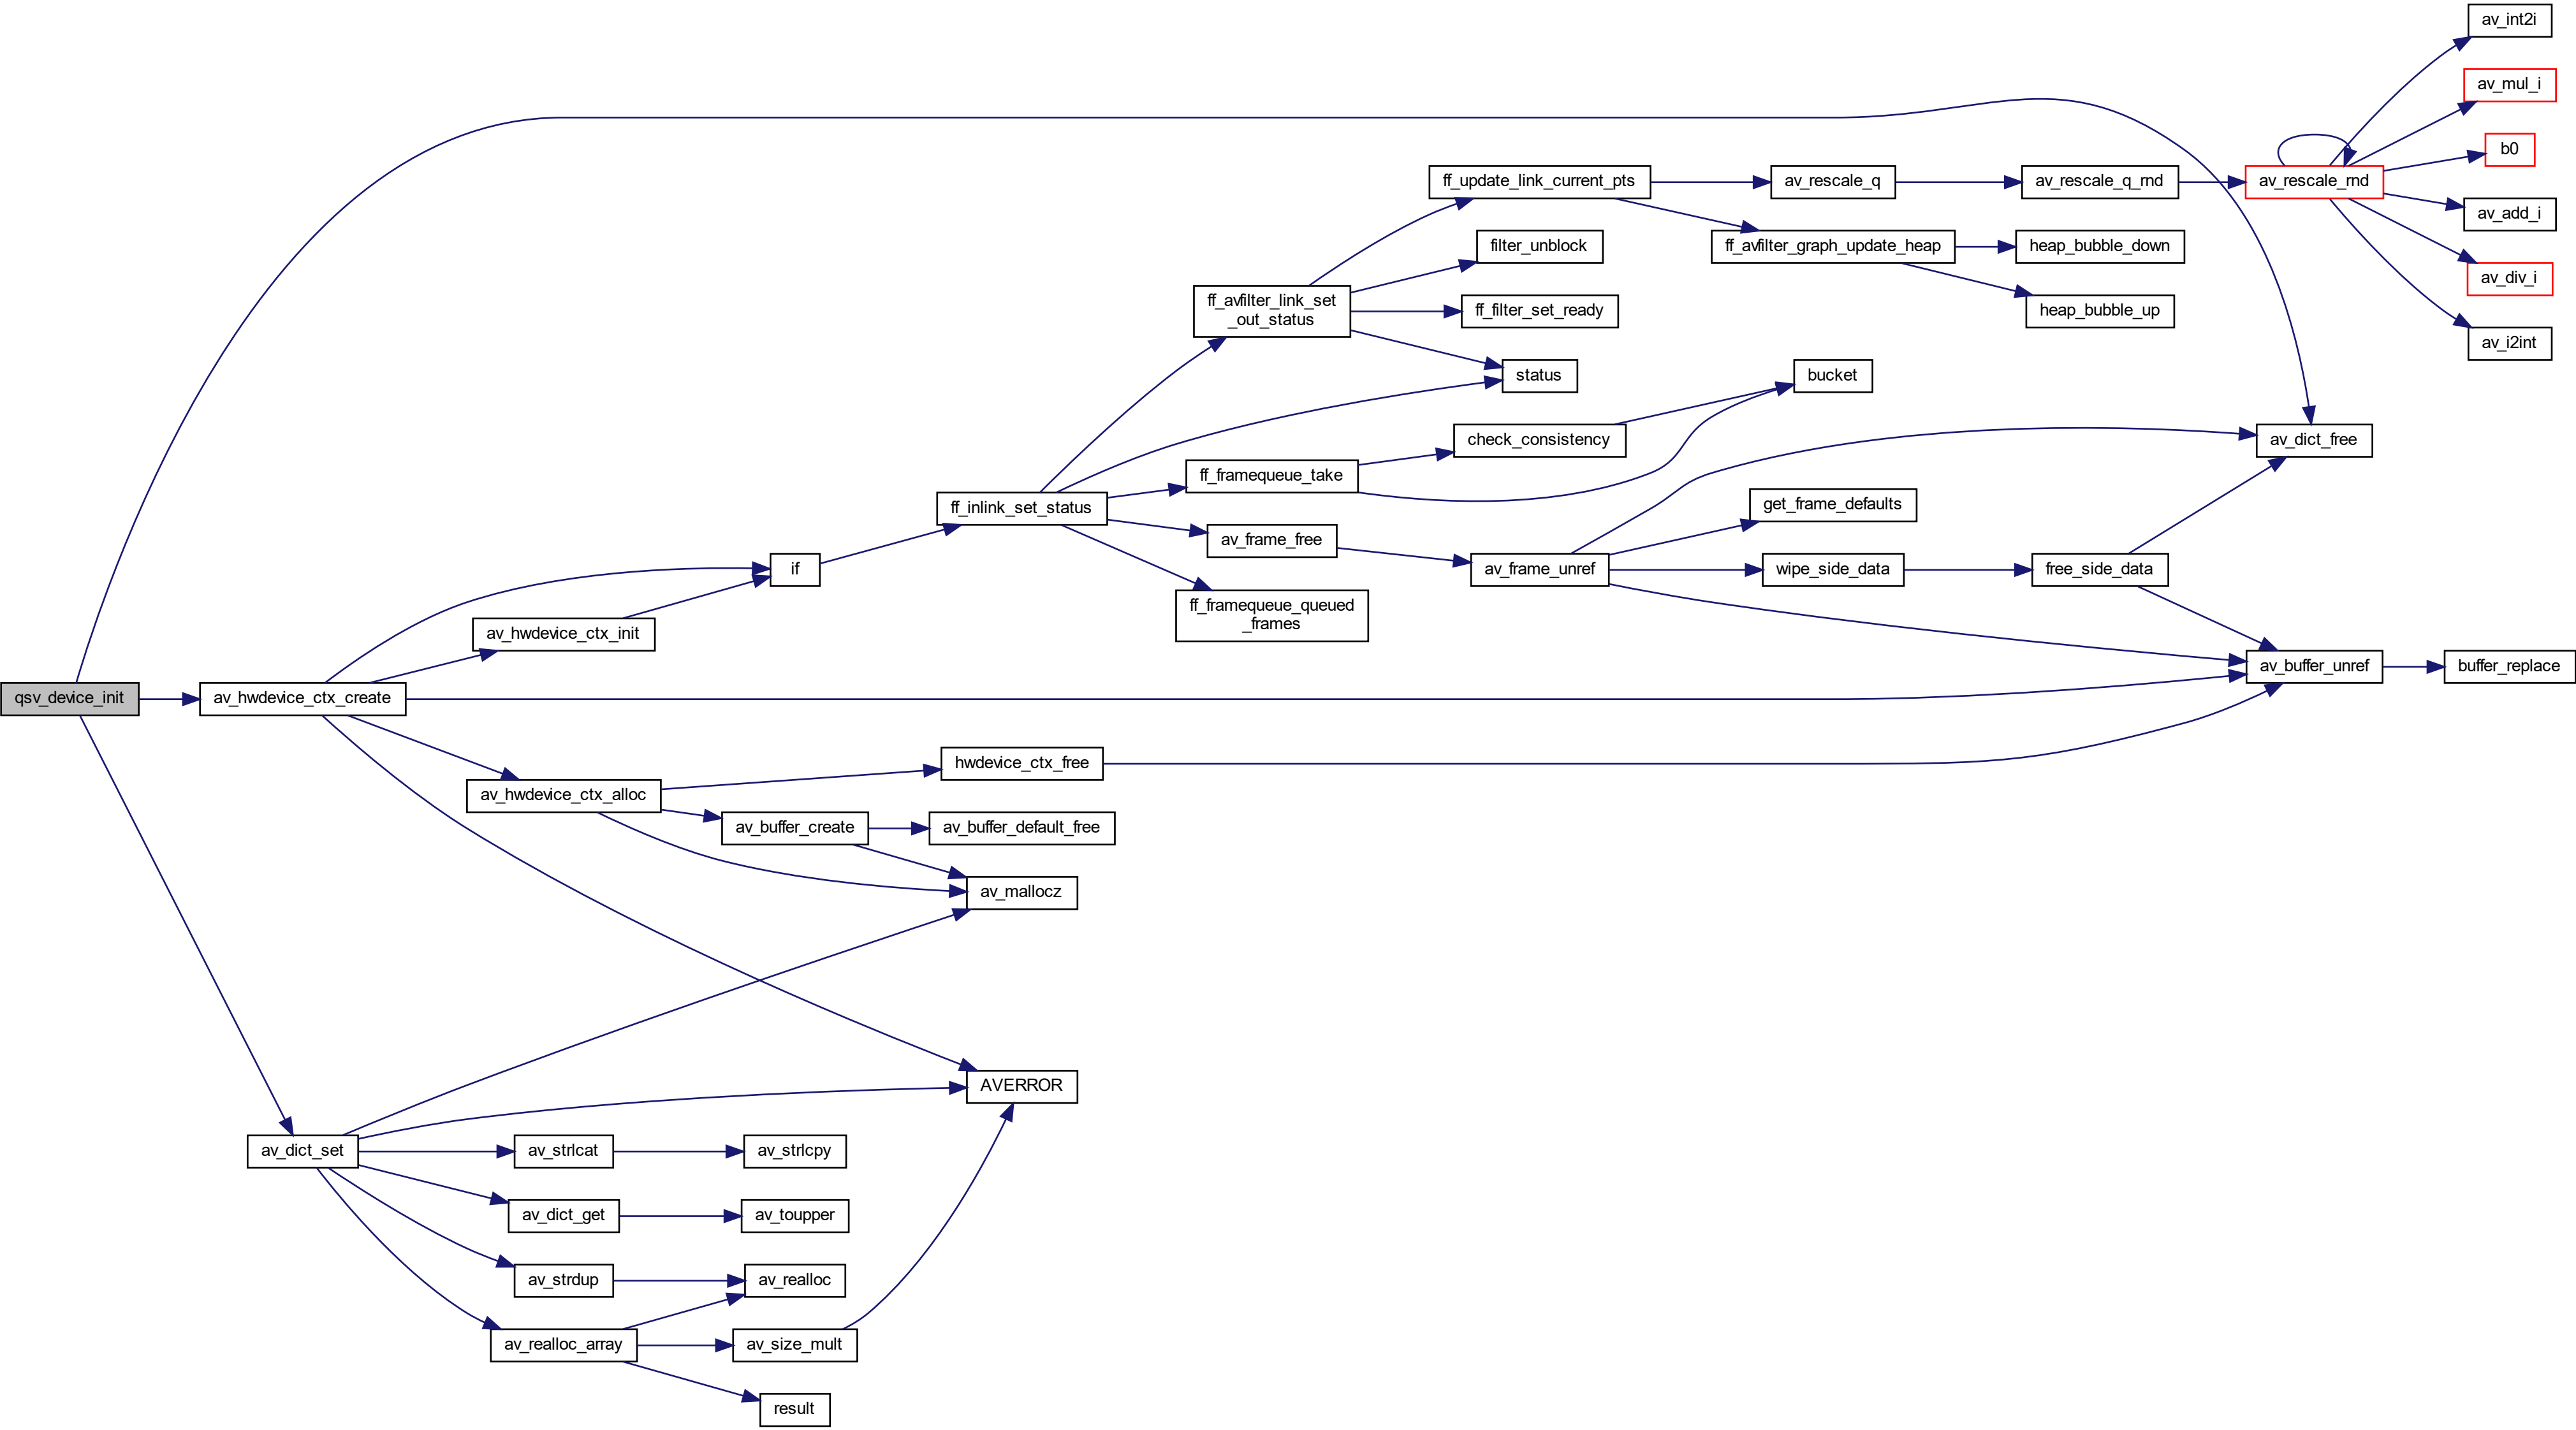 av_int2i
av_mul_i
b0
av_rescale_rnd
av_add_i
av_div_i
av_i2int
ff_update_link_current_pts
av_rescale_q
av_rescale_q_rnd
filter_unblock
ff_avfilter_graph_update_heap
heap_bubble_down
ff_avfilter_link_set
_out_status
ff_filter_set_ready
heap_bubble_up
status
bucket
check_consistency
av_dict_free
ff_framequeue_take
ff_inlink_set_status
get_frame_defaults
av_frame_free
if
av_frame_unref
wipe_side_data
free_side_data
ff_framequeue_queued
_frames
av_hwdevice_ctx_init
av_buffer_unref
buffer_replace
qsv_device_init
av_hwdevice_ctx_create
hwdevice_ctx_free
av_hwdevice_ctx_alloc
av_buffer_create
av_buffer_default_free
av_mallocz
AVERROR
av_dict_set
av_strlcat
av_strlcpy
av_dict_get
av_toupper
av_strdup
av_realloc
av_realloc_array
av_size_mult
result